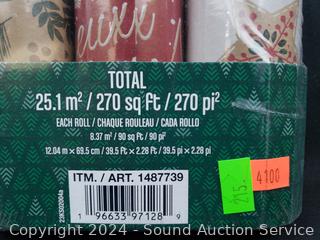 TOTAL
25.1 m² / 270 sq ft / 270 pi²
EACH ROLL / CHAQUE ROULEAU / CADA ROLLO
8.37 m² / 90 sq ft / 90 pi²
12.04 m × 69.5 cm / 39.5 ft × 2.28 ft / 39.5 pi × 2.28 pi
ITM. / ART. 1487739
215.
4100
1 96633 97128 9
Copyright © 2024 - Sound Auction Service